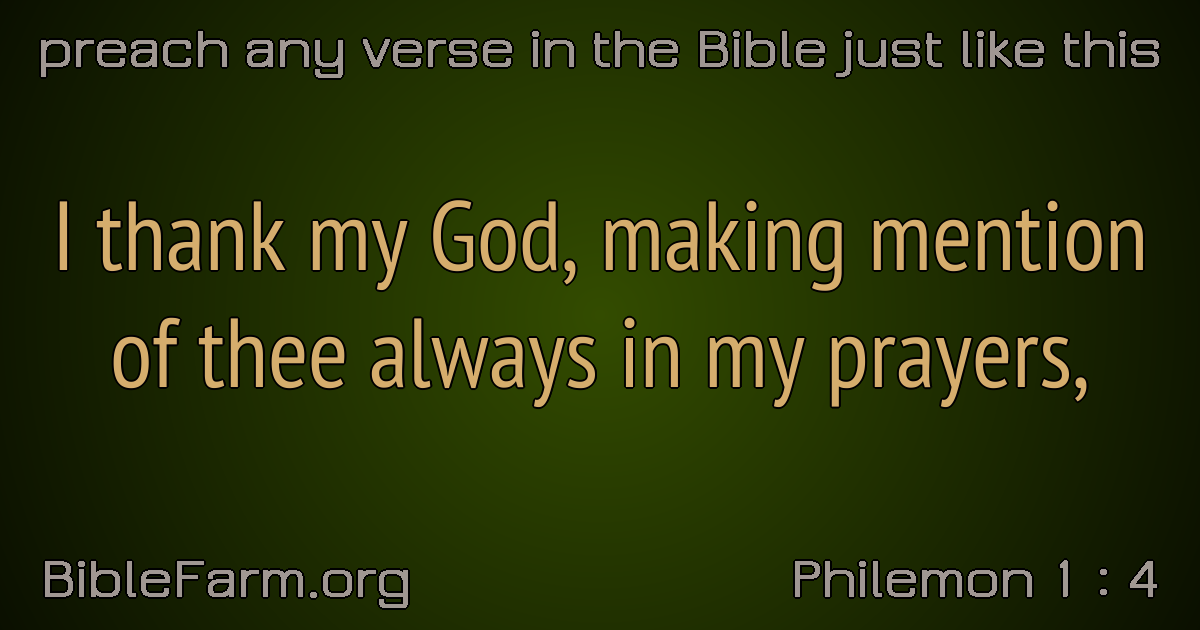 preach any verse in the Bible just like this
I thank my God, making mention
of thee always in my prayers,
BibleFarm.org
Philemon 1 : 4